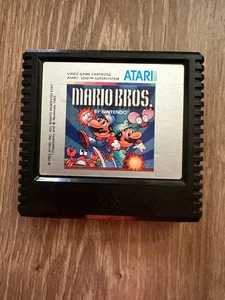 VIDEO GAME CARTRIDGE
ATARI® 5200™ SUPERSYSTEM
ATARI
5200
MARIO BROS.
BY NINTENDO